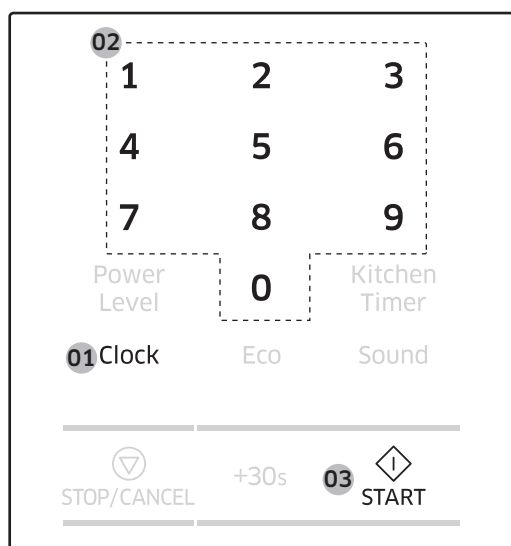 02
1 2 3
4 5 6
7 8 9
Power Level 0 Kitchen Timer
01 Clock Eco Sound
STOP/CANCEL +30s 03 START